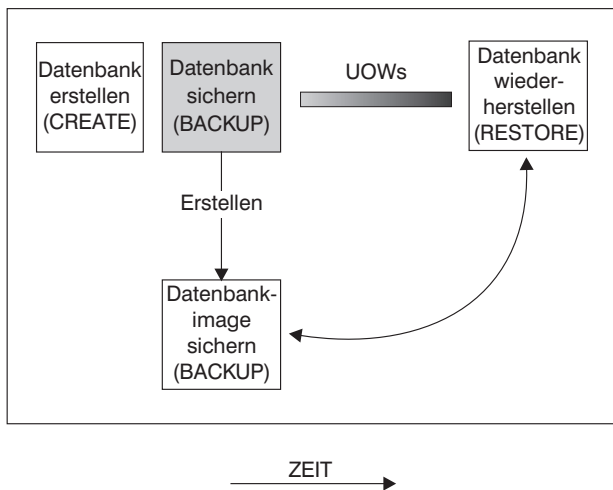 Datenbank
erstellen
(CREATE)
Datenbank
sichern
(BACKUP)
UOWs
Datenbank
wieder-
herstellen
(RESTORE)
Erstellen
Datenbank-
image
sichern
(BACKUP)
ZEIT